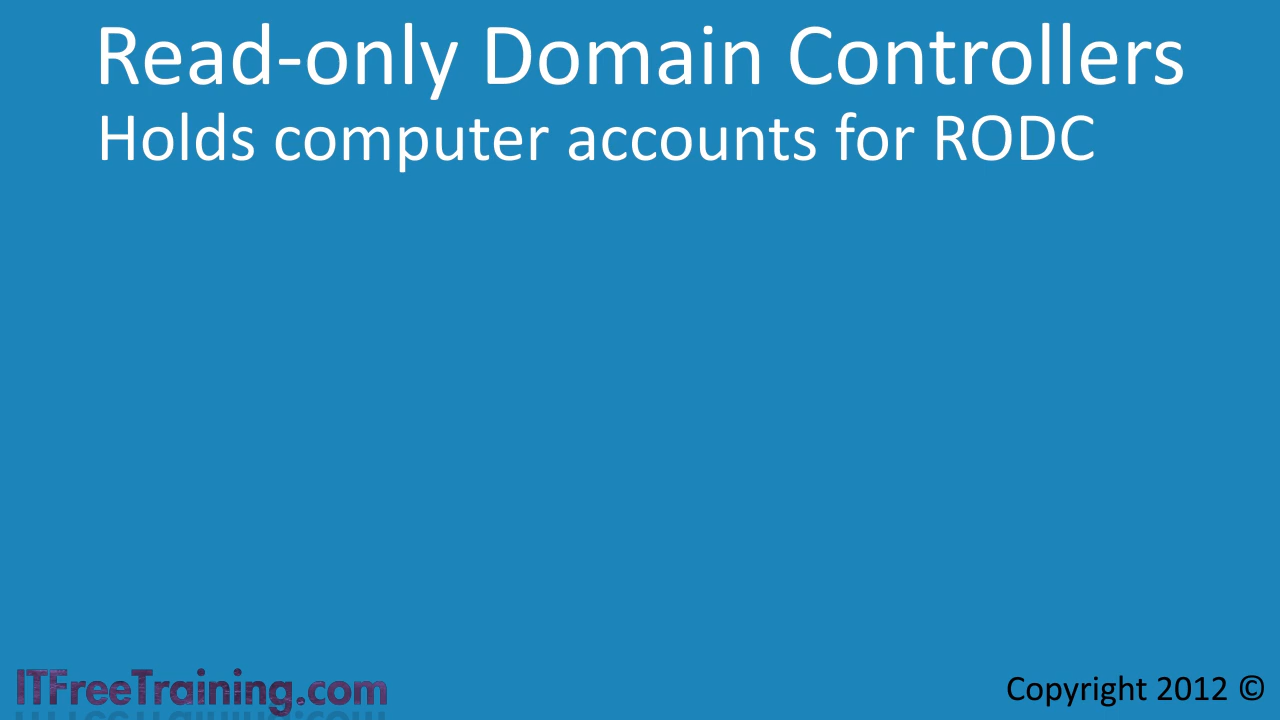 Read-only Domain Controllers
Holds computer accounts for RODC
ITFreeTraining.com
Copyright 2012 ©